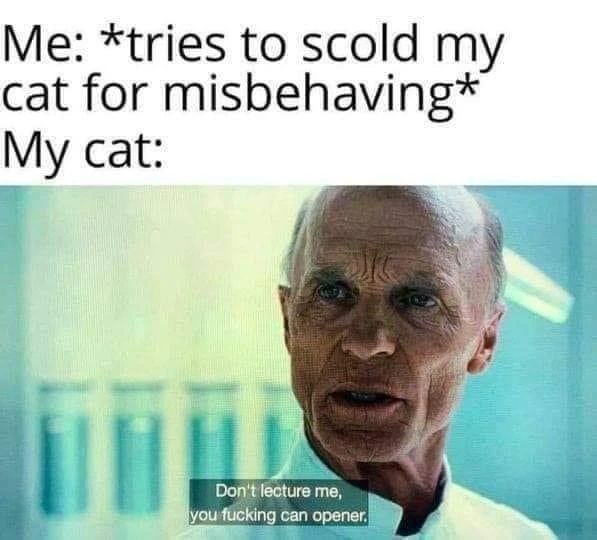 Me: *tries to scold my
cat for misbehaving*
My cat:
Don't lecture me,
you fucking can opener.